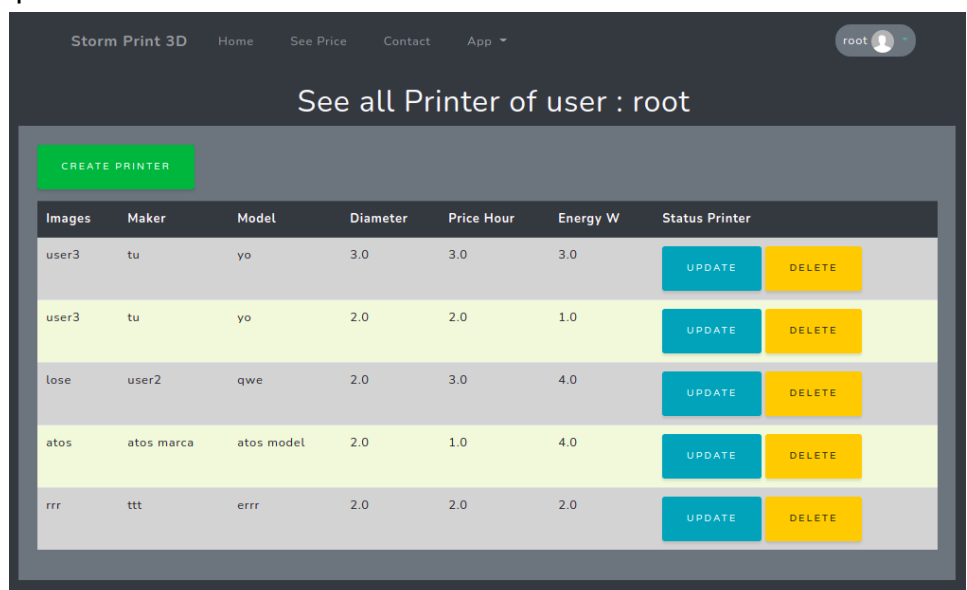 Storm Print 3D Home See Price Contact App root
See all Printer of user : root
CREATE PRINTER
Images Maker Model Diameter Price Hour Energy W Status Printer
user3 tu yo 3.0 3.0 3.0 UPDATE DELETE
user3 tu yo 2.0 2.0 1.0 UPDATE DELETE
lose user2 qwe 2.0 3.0 4.0 UPDATE DELETE
atos atos marca atos model 2.0 1.0 4.0 UPDATE DELETE
rrr ttt errr 2.0 2.0 2.0 UPDATE DELETE